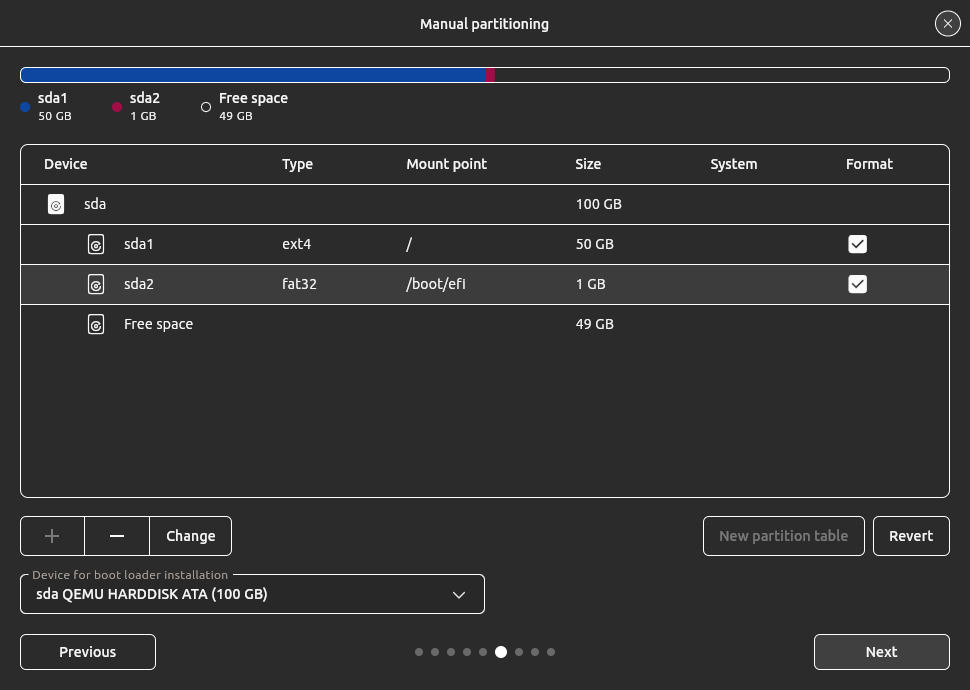 Manual partitioning
sda1 sda2 Free space
50 GB 1 GB 49 GB
Device Type Mount point Size System Format
sda 100 GB
sda1 ext4 / 50 GB
sda2 fat32 /boot/efi 1 GB
Free space 49 GB
+ − Change New partition table Revert
Device for boot loader installation
sda QEMU HARDDISK ATA (100 GB)
Previous Next